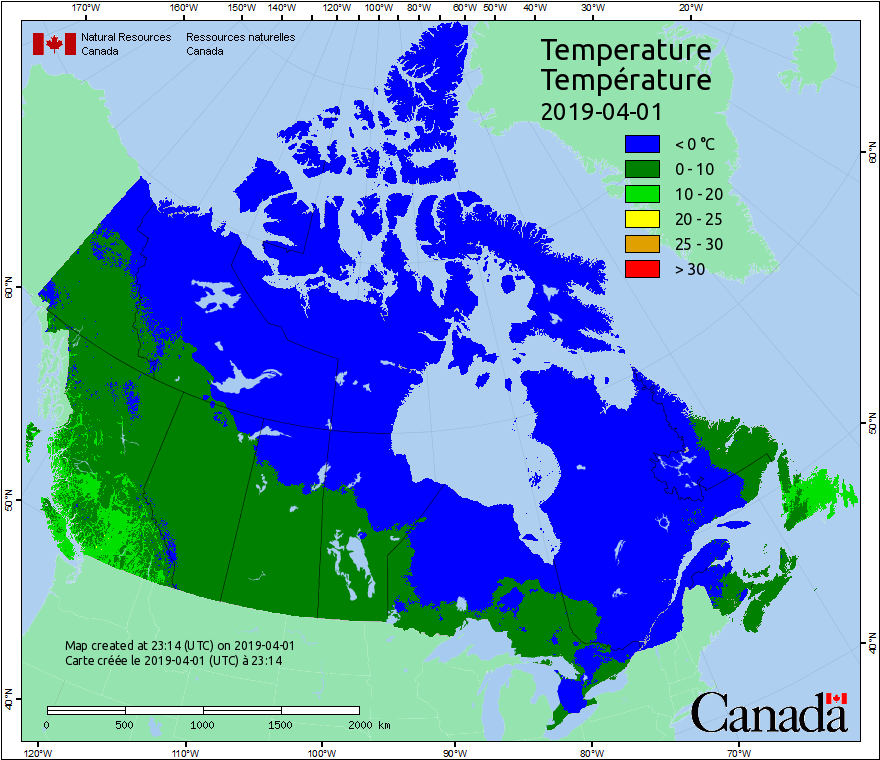 170°W 160°W 150°W 140°W 130°W 120°W 110°W 100°W 90°W 80°W 60°W 50°W 40°W 30°W 20°W
Natural Resources Ressources naturelles
Canada Canada
Temperature
Température
2019-04-01
< 0 °C
0 - 10
10 - 20
20 - 25
25 - 30
> 30
60°N
50°N
40°N
60°N
50°N
40°N
Map created at 23:14 (UTC) on 2019-04-01
Carte créée le 2019-04-01 (UTC) à 23:14
0 500 1000 1500 2000 km
Canada
120°W 110°W 100°W 90°W 80°W 70°W